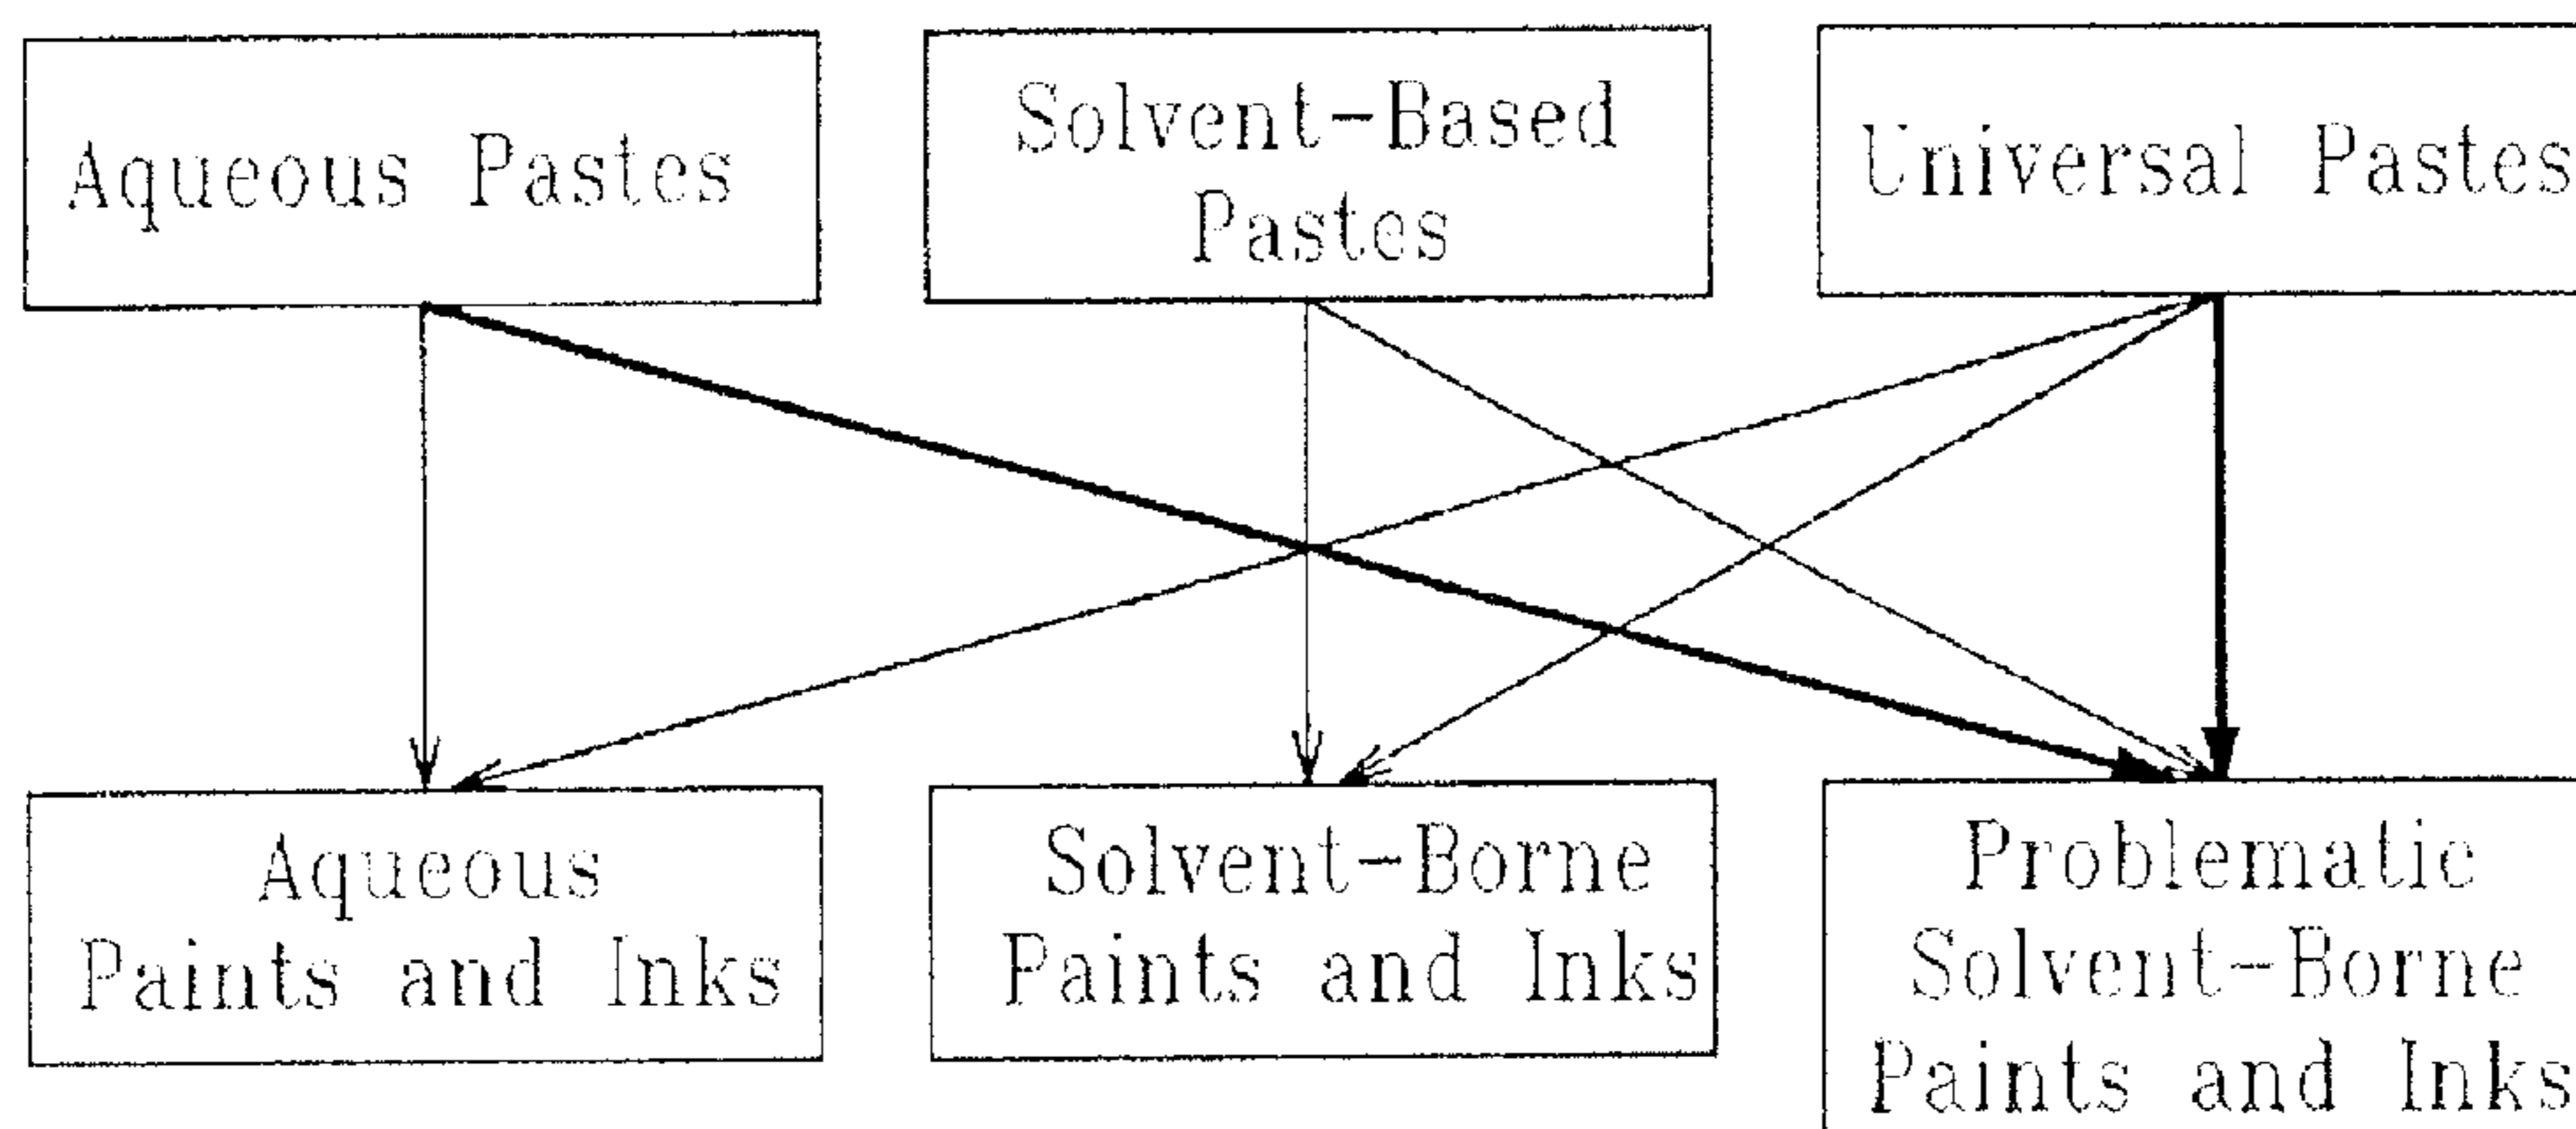 Aqueous Pastes
Solvent-Based
Pastes
Universal Pastes
Aqueous
Paints and Inks
Solvent-Borne
Paints and Inks
Problematic
Solvent-Borne
Paints and Inks